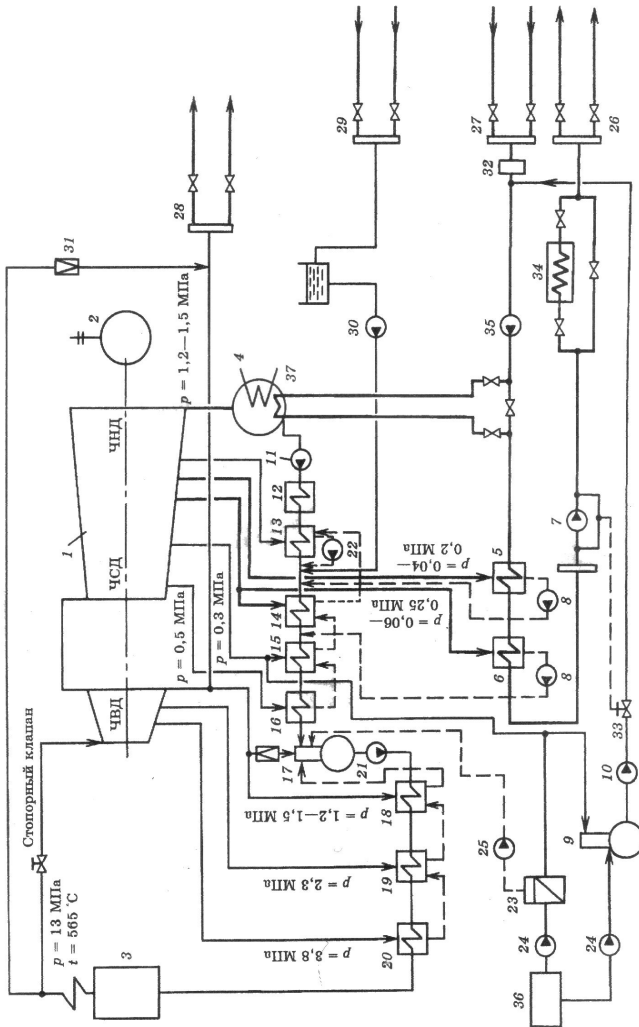 Стопорный клапан
p = 13 МПа
t = 565 °С
31
28
29
27
26
32
2
p = 1,2—1,5 МПа
1
ЧВД
ЧСД
ЧНД
4
37
30
35
34
p = 0,5 МПа
p = 0,3 МПа
11
12
13
22
14
15
16
p = 0,04—
0,2 МПа
p = 0,06—
0,25 МПа
5
6
7
8
8
3
17
21
18
19
20
p = 1,2—1,5 МПа
p = 2,3 МПа
p = 3,8 МПа
33
10
9
25
23
24
24
36